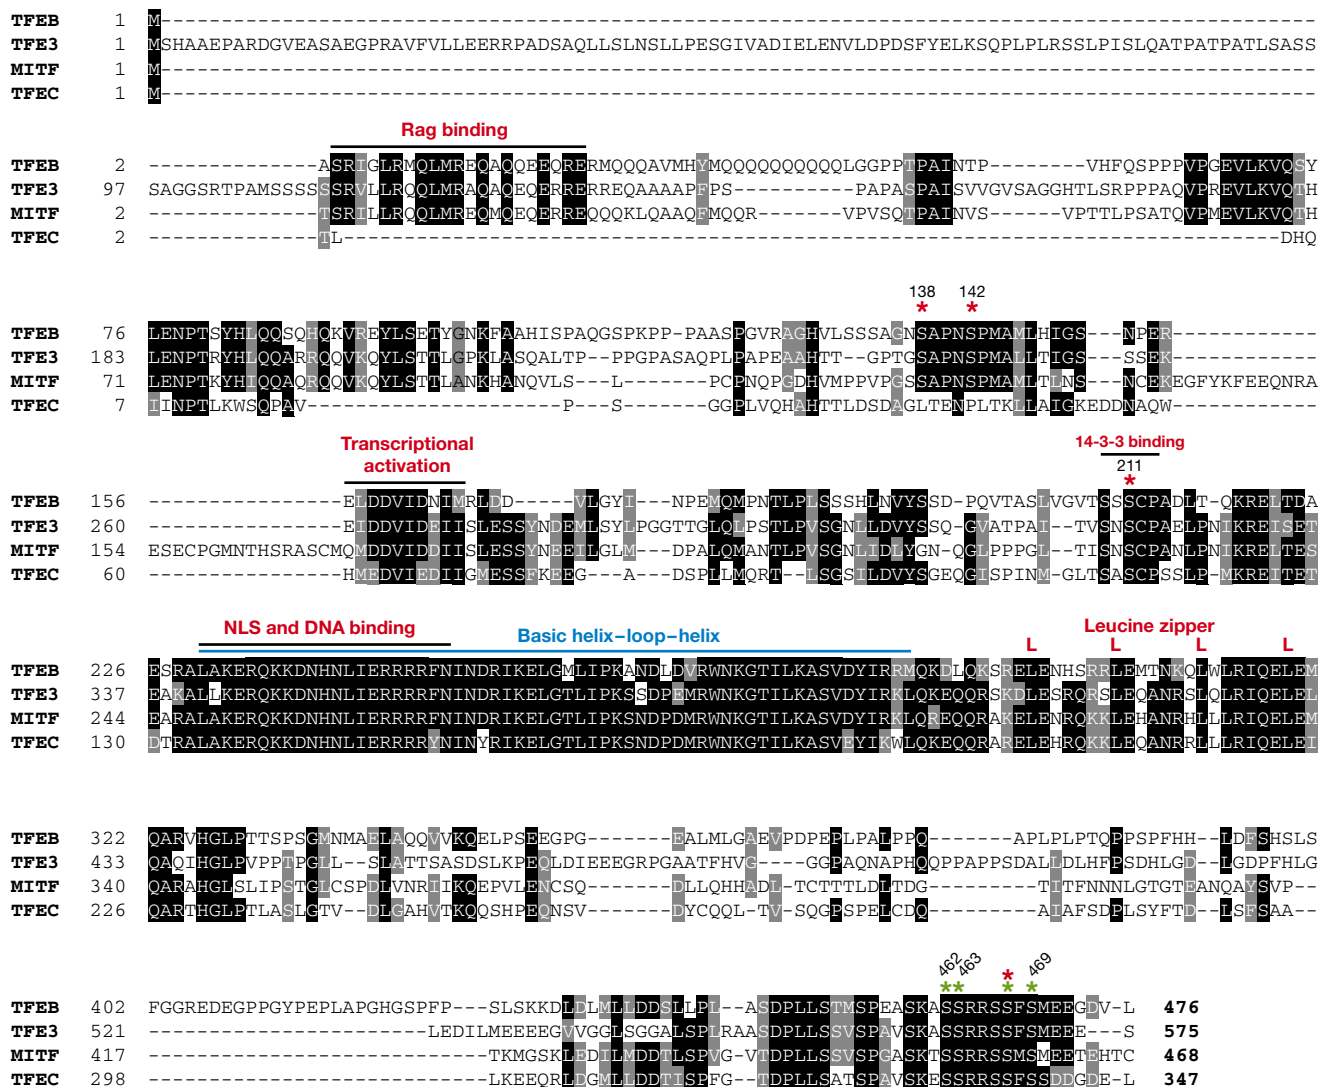 TFEB 1 M-----------------------------------------------------------------------------------------------
TFE3 1 MSHAAEPARDGVEASAEGPRAVFVLLEERRPADSAQLLSLNSLLPESGIVADIELENVLDPDSFYELKSQPLPLRSSLPISLQATPATPATLSASS
MITF 1 M-----------------------------------------------------------------------------------------------
TFEC 1 M-----------------------------------------------------------------------------------------------
Rag binding
TFEB 2 --------------ASRIGLRMQLMREQAQQEEQRERMQQQAVMHYMQQQQQQQQQLGGPPTPAINTP--------VHFQSPPPVPGEVLKVQSY
TFE3 97 SAGGSRTPAMSSSSSSRVLLRQQLMRAQAQEQERRERREQAAAAPFPS----------PAPASPAISVVGVSAGGHTLSRPPPAQVPREVLKVQTH
MITF 2 --------------TSRILLRQQLMREQMQEQERREQQQKLQAAQFMQQR-------VPVSQTPAINVS------VPTTLPSATQVPMEVLKVQTH
TFEC 2 --------------TL-----------------------------------------------------------------------------DHQ
138 142
* *
TFEB 76 LENPTSYHLQQSQHQKVREYLSETYGNKFAAHISPAQGSPKPP-PAASPGVRAGHVLSSSAGNSAPNSPMAMLHIGS---NPER------------
TFE3 183 LENPTRYHLQQARRQQVKQYLSTTLGPKLASQALTP--PPGPASAQPLPAPEAAHTT--GPTGSAPNSPMALLTIGS---SSEK------------
MITF 71 LENPTKYHIQQAQRQQVKQYLSTTLANKHANQVLS---L-----PCPNQPGDHVMPPVPGSSAPNSPMAMLTLNS---NCEKEGFYKFEEQNRA
TFEC 7 IINPTLKWSQPAV---------------------P---S-------GGPLVQHAHTTLDSDAGLTENPLTKLLAIGKEDDNAQW------------
Transcriptional activation
14-3-3 binding
211
*
TFEB 156 ----------------ELDDVIDNIMRLDD-----VLGYI---NPEMQMPNTLPLSSSHLNVYSSD-PQVTASLVGVTSSSCPADLT-QKRELTDA
TFE3 260 ----------------EIDDVIDEIISLESSYNDEMLSYLPGGTTGLQLPSTLPVSGNLLDVYSSQ-GVATPAI--TVSNSCPAELPNIKREISET
MITF 154 ESECPGMNTHSRASCMQMDDVIDDIISLESSYNEEILGLM---DPALQMANTLPVSGNLIDLYGN-QGLPPPGL--TISNSCPANLPNIKRELTES
TFEC 60 ----------------HMEDVIEDIIGMESSFKEEG---A---DSPLLMQRT--LSGSILDVYSGEQGISPINM-GLTSASCPSSLP-MKREITET
NLS and DNA binding
Basic helix–loop–helix
Leucine zipper
L L L L
TFEB 226 ESRALAKERQKKDNHNLIERRRRFNINDRIKELGMLIPKANDLDVRWNKGTILKASVDYIRRMQKDLQKSRELENHSRRLEMTNKQLWLRIQELEM
TFE3 337 EAKALLKERQKKDNHNLIERRRRFNINDRIKELGTLIPKSSDPEMRWNKGTILKASVDYIRKLQKEQQRSKDLESRQRSLEQANRSLQLRIQELEL
MITF 244 EARALAKERQKKDNHNLIERRRRFNINDRIKELGTLIPKSNDPDMRWNKGTILKASVDYIRKLQREQQRAKELENRQKKLEHANRHLLLRIQELEM
TFEC 130 DTRALAKERQKKDNHNLIERRRRYNINYRIKELGTLIPKSNDPDMRWNKGTILKASVEYIKWLQKEQQRARELEHRQKKLEQANRRLLLRIQELEI
TFEB 322 QARVHGLPTTSPSGMNMAELAQQVVKQELPSEEGPG-------EALMLGAEVPDPEPLPALPPQ-------APLPLPTQPPSPFHH--LDFSHSLS
TFE3 433 QAQIHGLPVPPTPGLL--SLATTSASDSLKPEQLDIEEEGRPGAATFHVG----GGPAQNAPHQQPPAPPSDALLDLHFPSDHLGD--LGDPFHLG
MITF 340 QARAHGLSLIPSTGLCSPDLVNRIIKQEPVLENCSQ-------DLLQHHADL-TCTTTLDLTDG-------TITFNNNLGTGTEANQAYSVP--
TFEC 226 QARTHGLPTLASLGTV--DLGAHVTKQQSHPEQNSV-------DYCQQL-TV-SQGPSPELCDQ-------AIAFSDPLSYFTD--LSFSAA--
462 463 469
** * *
*
TFEB 402 FGGREDEGPPGYPEPLAPGHGSPFP---SLSKKDLDLMLLDDSLLPL--ASDPLLSTMSPEASKASSRRSSFSMEEGDV-L 476
TFE3 521 -----------------------LEDILMEEEEGVVGGLSGGALSPLRAASDPLLSSVSPAVSKASSRRSSFSMEEE---S 575
MITF 417 ----------------------------TKMGSKLEDILMDDTLSPVG-VTDPLLSSVSPGASKTSSRRSSMSMEETEHTC 468
TFEC 298 ----------------------------LKEEQRLDGMLLDDTISPFG--TDPLLSATSPAVSKESSRRSSFSSDDGDE-L 347